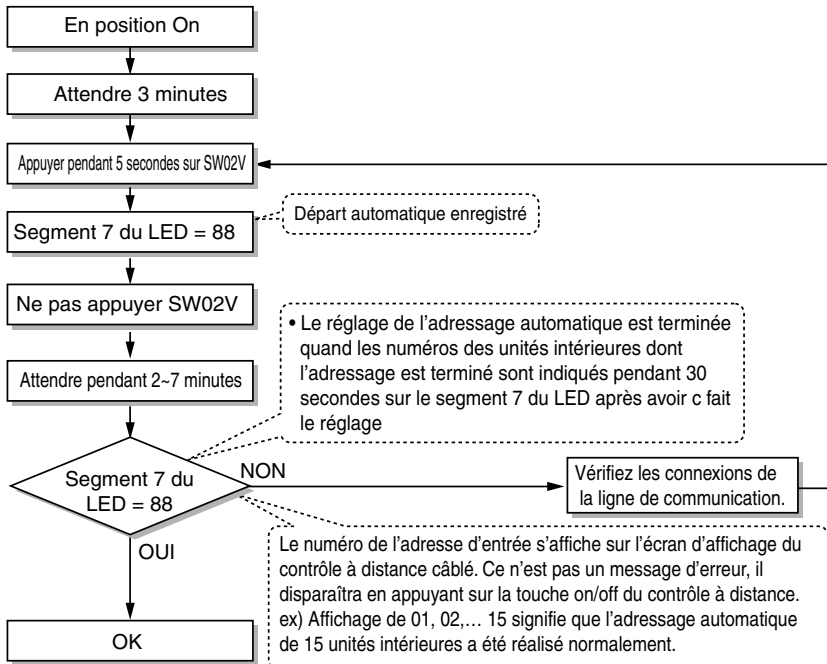 En position On
Attendre 3 minutes
Appuyer pendant 5 secondes sur SW02V
Segment 7 du LED = 88
Départ automatique enregistré
Ne pas appuyer SW02V
Attendre pendant 2~7 minutes
• Le réglage de l'adressage automatique est terminée
quand les numéros des unités intérieures dont
l'adressage est terminé sont indiqués pendant 30
secondes sur le segment 7 du LED après avoir c fait
le réglage
Segment 7 du
LED = 88
NON
Vérifiez les connexions de
la ligne de communication.
OUI
Le numéro de l'adresse d'entrée s'affiche sur l'écran d'affichage du
contrôle à distance câblé. Ce n'est pas un message d'erreur, il
disparaîtra en appuyant sur la touche on/off du contrôle à distance.
ex) Affichage de 01, 02,... 15 signifie que l'adressage automatique
de 15 unités intérieures a été réalisé normalement.
OK